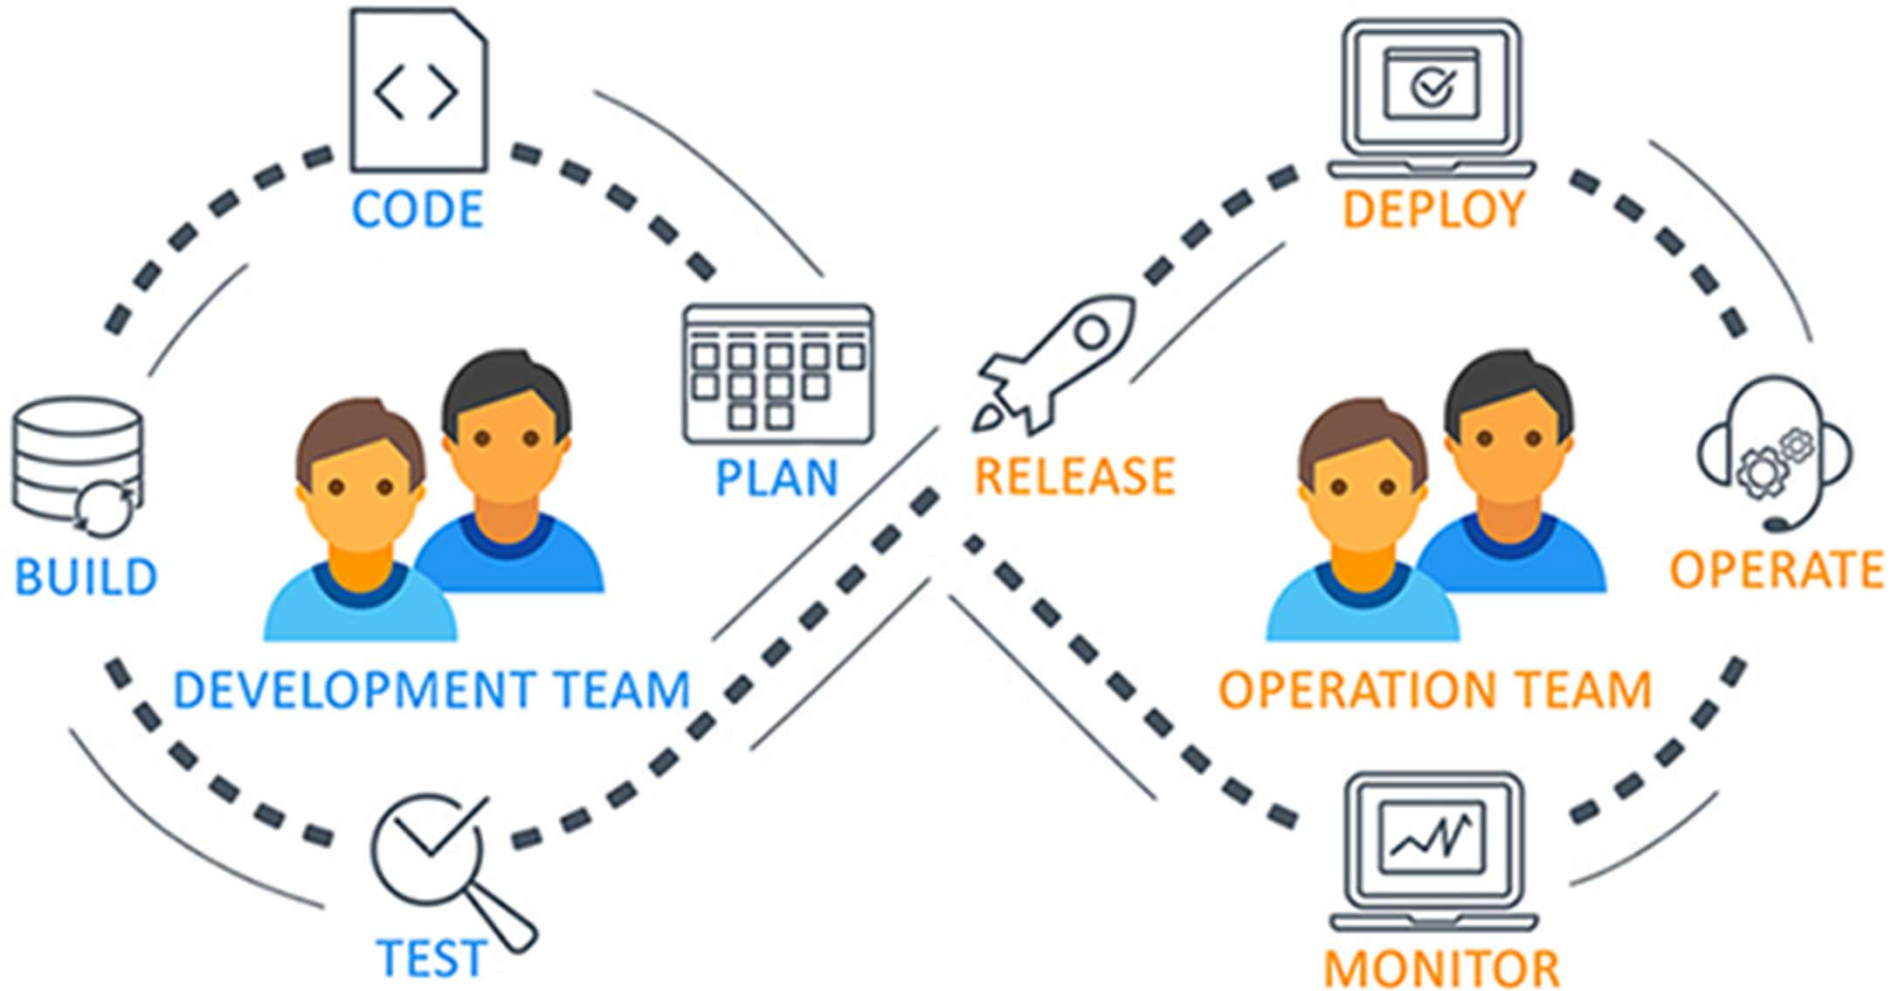 CODE
DEPLOY
PLAN
RELEASE
BUILD
OPERATE
DEVELOPMENT TEAM
OPERATION TEAM
TEST
MONITOR